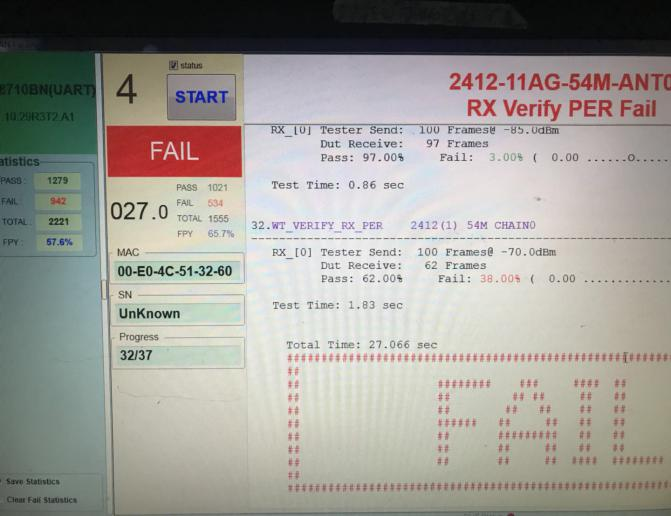 8710BN(UART)
10.29R3T2.A1
atistics
PASS : 1279
FAIL : 942
TOTAL : 2221
FPY : 57.6%
Save Statistics
Clear Fail Statistics
4
status
START
FAIL
027.0
PASS 1021
FAIL 534
TOTAL 1555
FPY 65.7%
MAC
00-E0-4C-51-32-60
SN
UnKnown
Progress
32/37
2412-11AG-54M-ANT0
RX Verify PER Fail
RX_[0] Tester Send: 100 Frames@ -85.0dBm
Dut Receive: 97 Frames
Pass: 97.00% Fail: 3.00% ( 0.00 ......o...
Test Time: 0.86 sec
32.WT_VERIFY_RX_PER 2412(1) 54M CHAIN0
RX_[0] Tester Send: 100 Frames@ -70.0dBm
Dut Receive: 62 Frames
Pass: 62.00% Fail: 38.00% ( 0.00 ............
Test Time: 1.83 sec
Total Time: 27.066 sec
FAIL